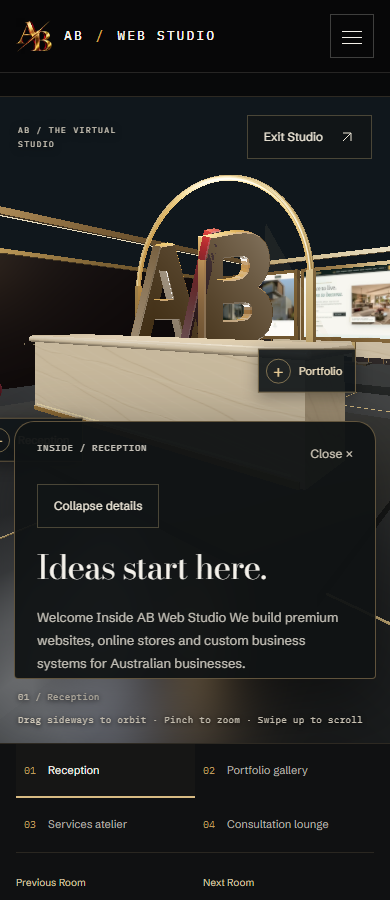 AB
AB / WEB STUDIO
AB / THE VIRTUAL
STUDIO
Exit Studio
AB
Portfolio
INSIDE / RECEPTION
Close ×
Collapse details
Ideas start here.
Welcome Inside AB Web Studio We build premium
websites, online stores and custom business
systems for Australian businesses.
01 / Reception
Drag sideways to orbit · Pinch to zoom · Swipe up to scroll
01 Reception
02 Portfolio gallery
03 Services atelier
04 Consultation lounge
Previous Room
Next Room